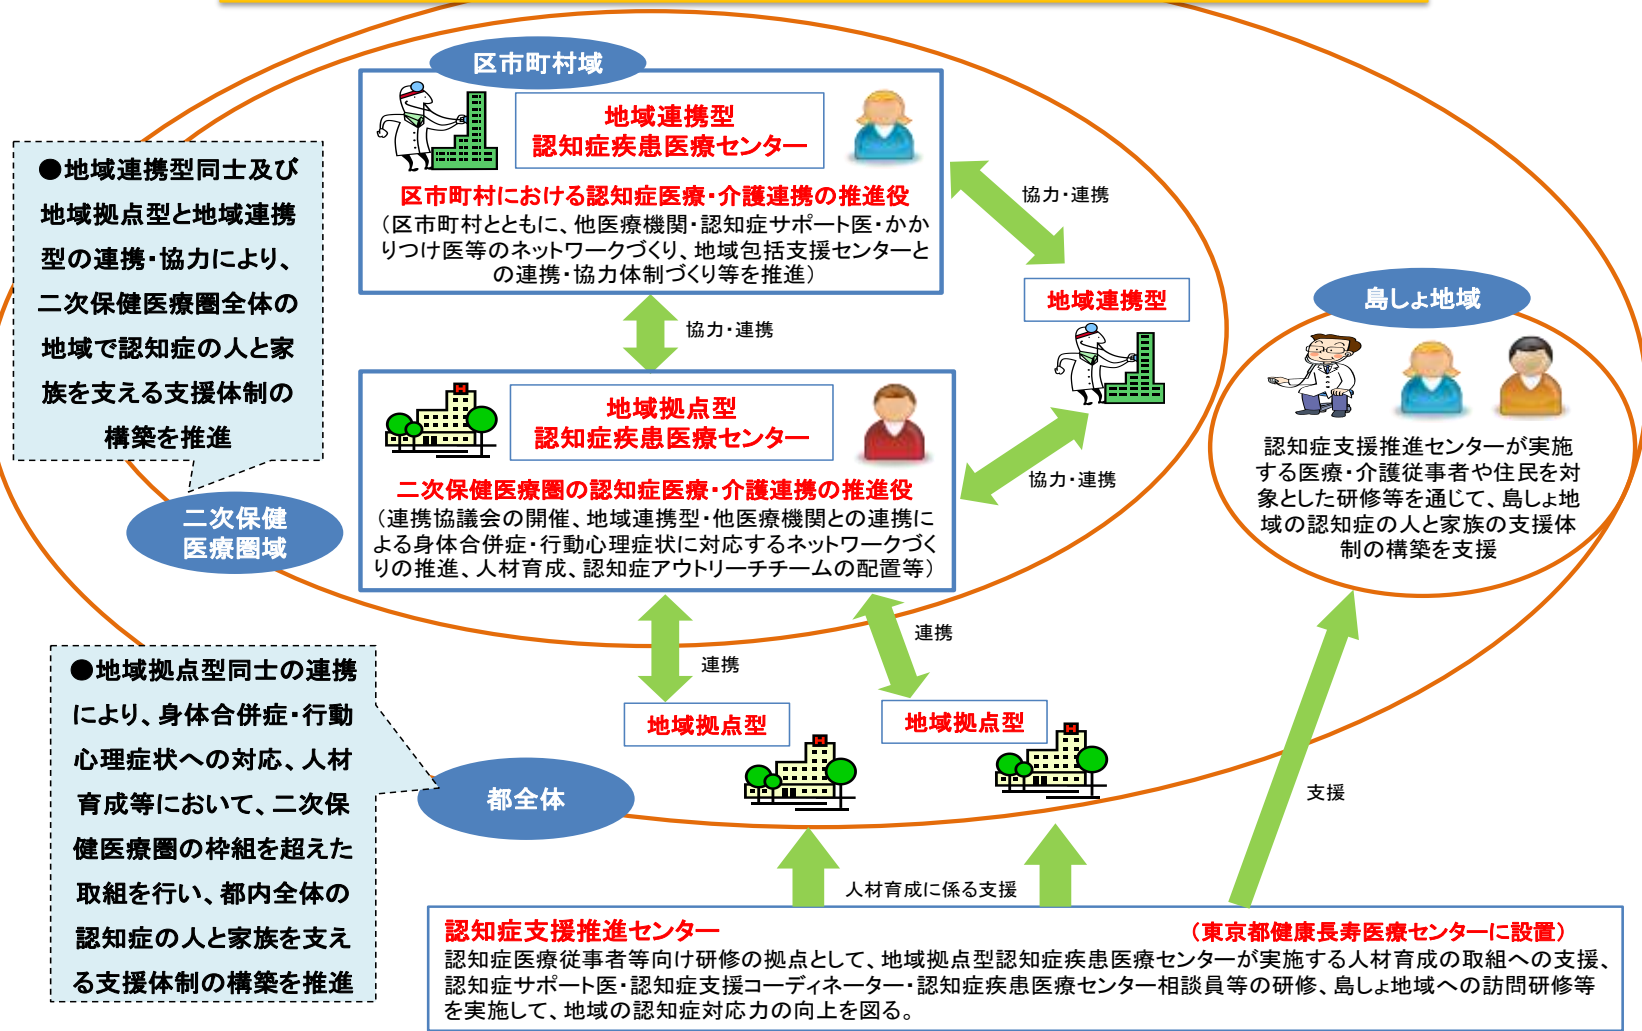 区市町村域
地域連携型
認知症疾患医療センター
区市町村における認知症医療・介護連携の推進役
（区市町村とともに、他医療機関・認知症サポート医・かか
りつけ医等のネットワークづくり、地域包括支援センターと
の連携・協力体制づくり等を推進）
●地域連携型同士及び
地域拠点型と地域連携
型の連携・協力により、
二次保健医療圏全体の
地域で認知症の人と家
族を支える支援体制の
構築を推進
協力・連携
地域連携型
協力・連携
島しょ地域
認知症支援推進センターが実施
する医療・介護従事者や住民を対
象とした研修等を通じて、島しょ地
域の認知症の人と家族の支援体
制の構築を支援
地域拠点型
認知症疾患医療センター
二次保健医療圏の認知症医療・介護連携の推進役
（連携協議会の開催、地域連携型・他医療機関との連携に
よる身体合併症・行動心理症状に対応するネットワークづく
りの推進、人材育成、認知症アウトリーチチームの配置等）
協力・連携
二次保健
医療圏域
連携
連携
地域拠点型
地域拠点型
●地域拠点型同士の連携
により、身体合併症・行動
心理症状への対応、人材
育成等において、二次保
健医療圏の枠組を超えた
取組を行い、都内全体の
認知症の人と家族を支え
る支援体制の構築を推進
都全体
支援
人材育成に係る支援
認知症支援推進センター （東京都健康長寿医療センターに設置）
認知症医療従事者等向け研修の拠点として、地域拠点型認知症疾患医療センターが実施する人材育成の取組への支援、
認知症サポート医・認知症支援コーディネーター・認知症疾患医療センター相談員等の研修、島しょ地域への訪問研修等
を実施して、地域の認知症対応力の向上を図る。